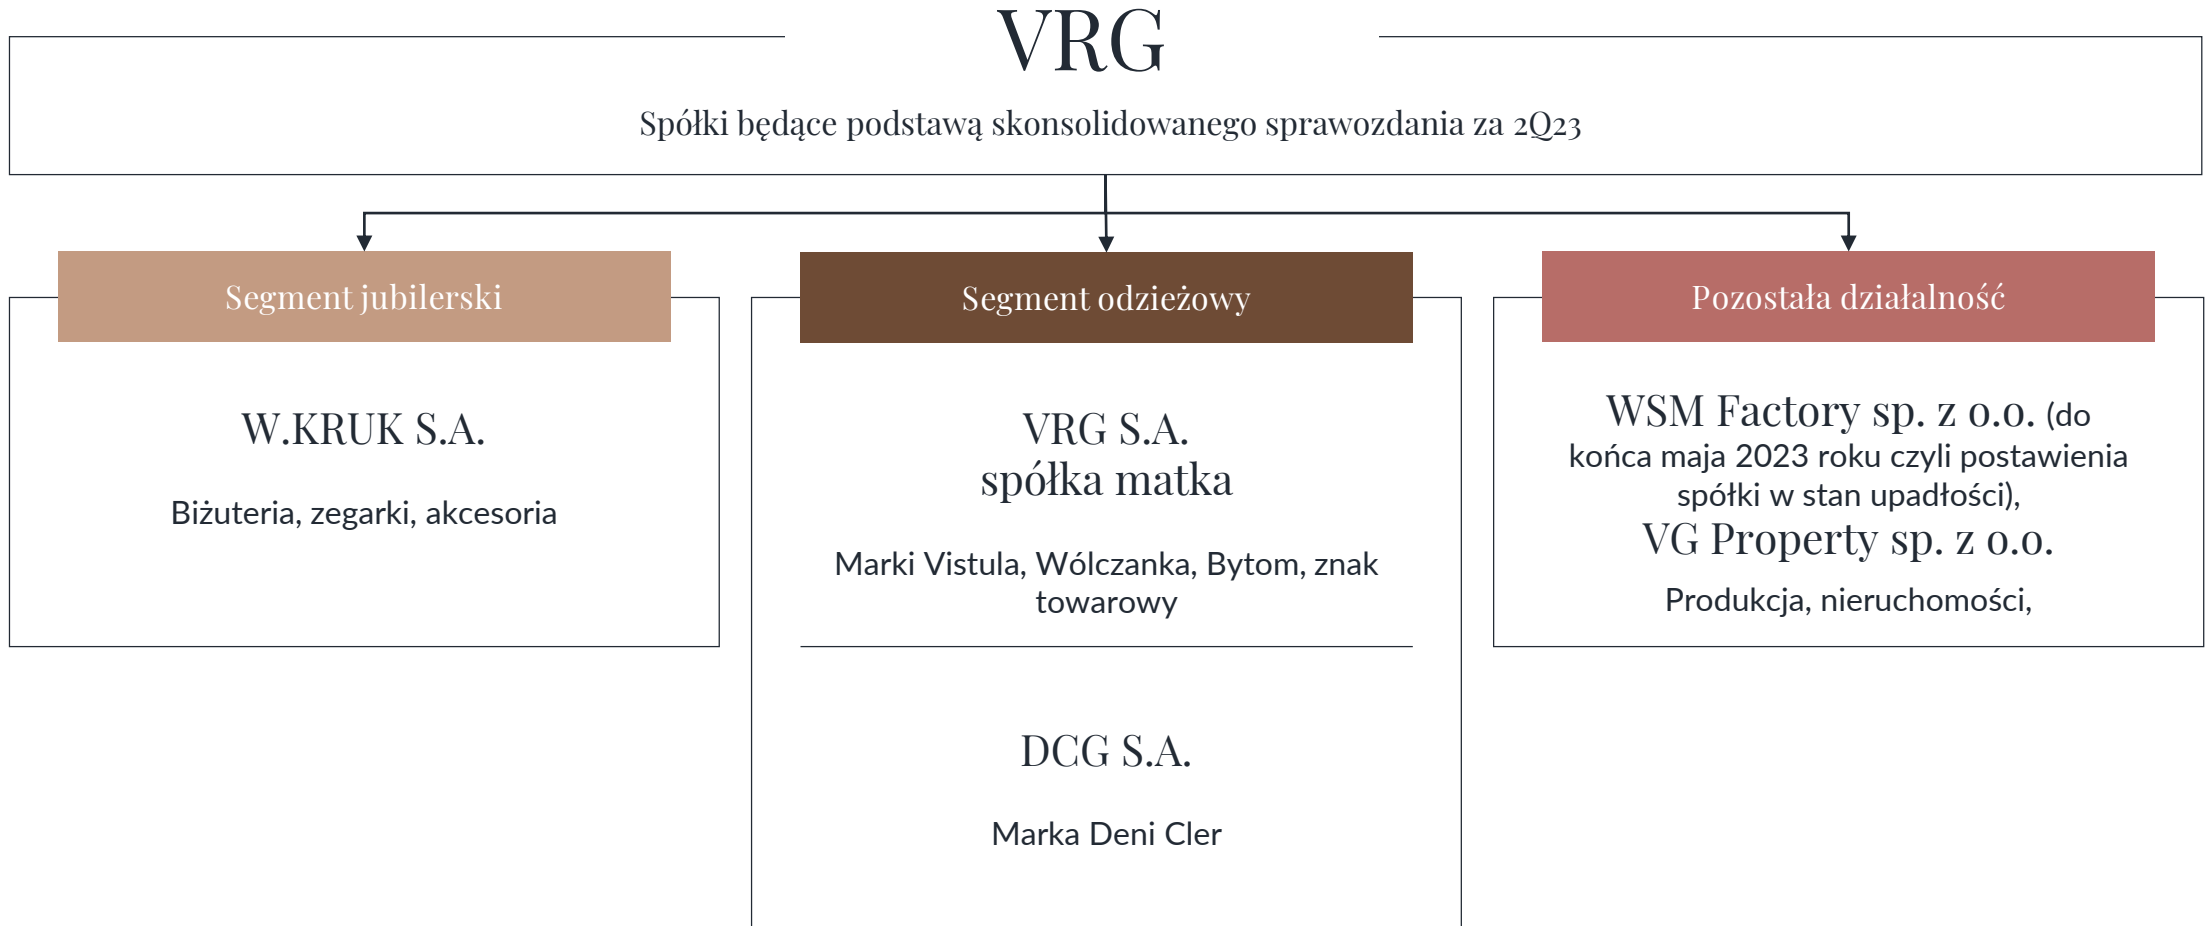 VRG
Spółki będące podstawą skonsolidowanego sprawozdania za 2Q23
Segment jubilerski
W.KRUK S.A.
Biżuteria, zegarki, akcesoria
Segment odzieżowy
VRG S.A.
spółka matka
Marki Vistula, Wólczanka, Bytom, znak
towarowy
DCG S.A.
Marka Deni Cler
Pozostała działalność
WSM Factory sp. z o.o. (do
końca maja 2023 roku czyli postawienia
spółki w stan upadłości),
VG Property sp. z o.o.
Produkcja, nieruchomości,